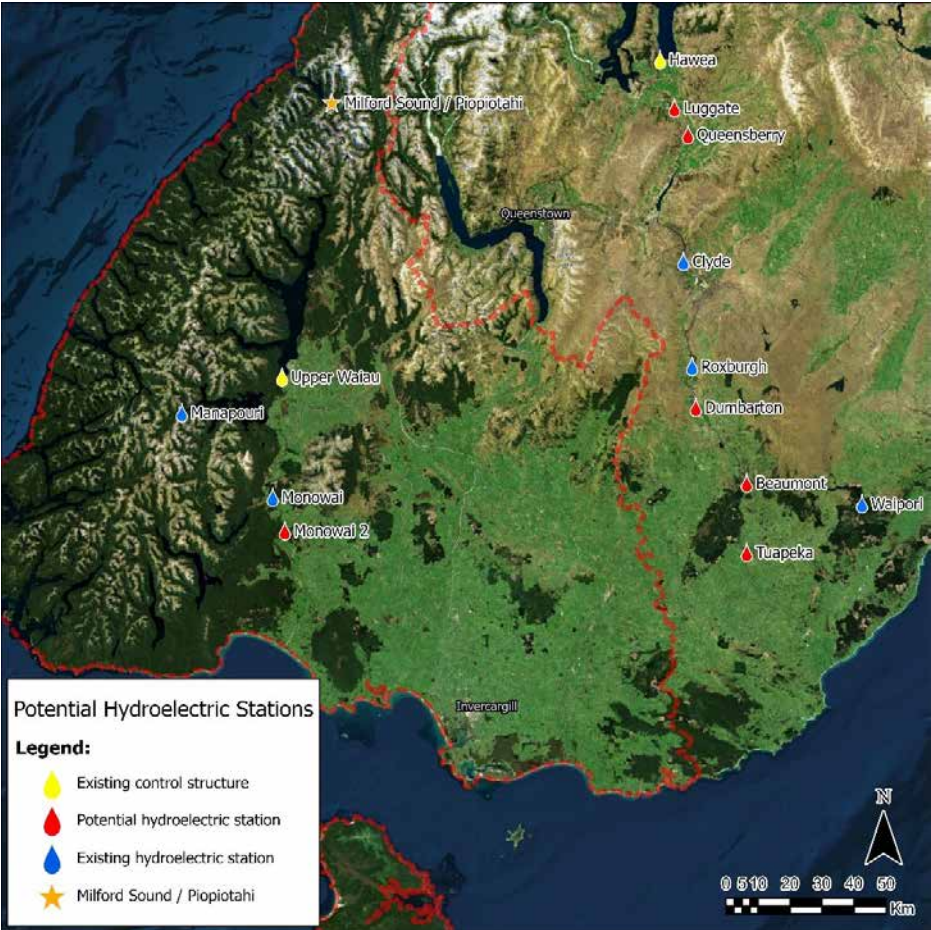 Hawea
Milford Sound / Piopiotahi
Luggate
Queensberry
Queenstown
Clyde
Roxburgh
Upper Waiau
Dumbarton
Manapouri
Beaumont
Monowai
Waipori
Monowai 2
Tuapeka
Invercargill
Potential Hydroelectric Stations
Legend:
Existing control structure
Potential hydroelectric station
Existing hydroelectric station
Milford Sound / Piopiotahi
N
0 5 10 20 30 40 50
Km